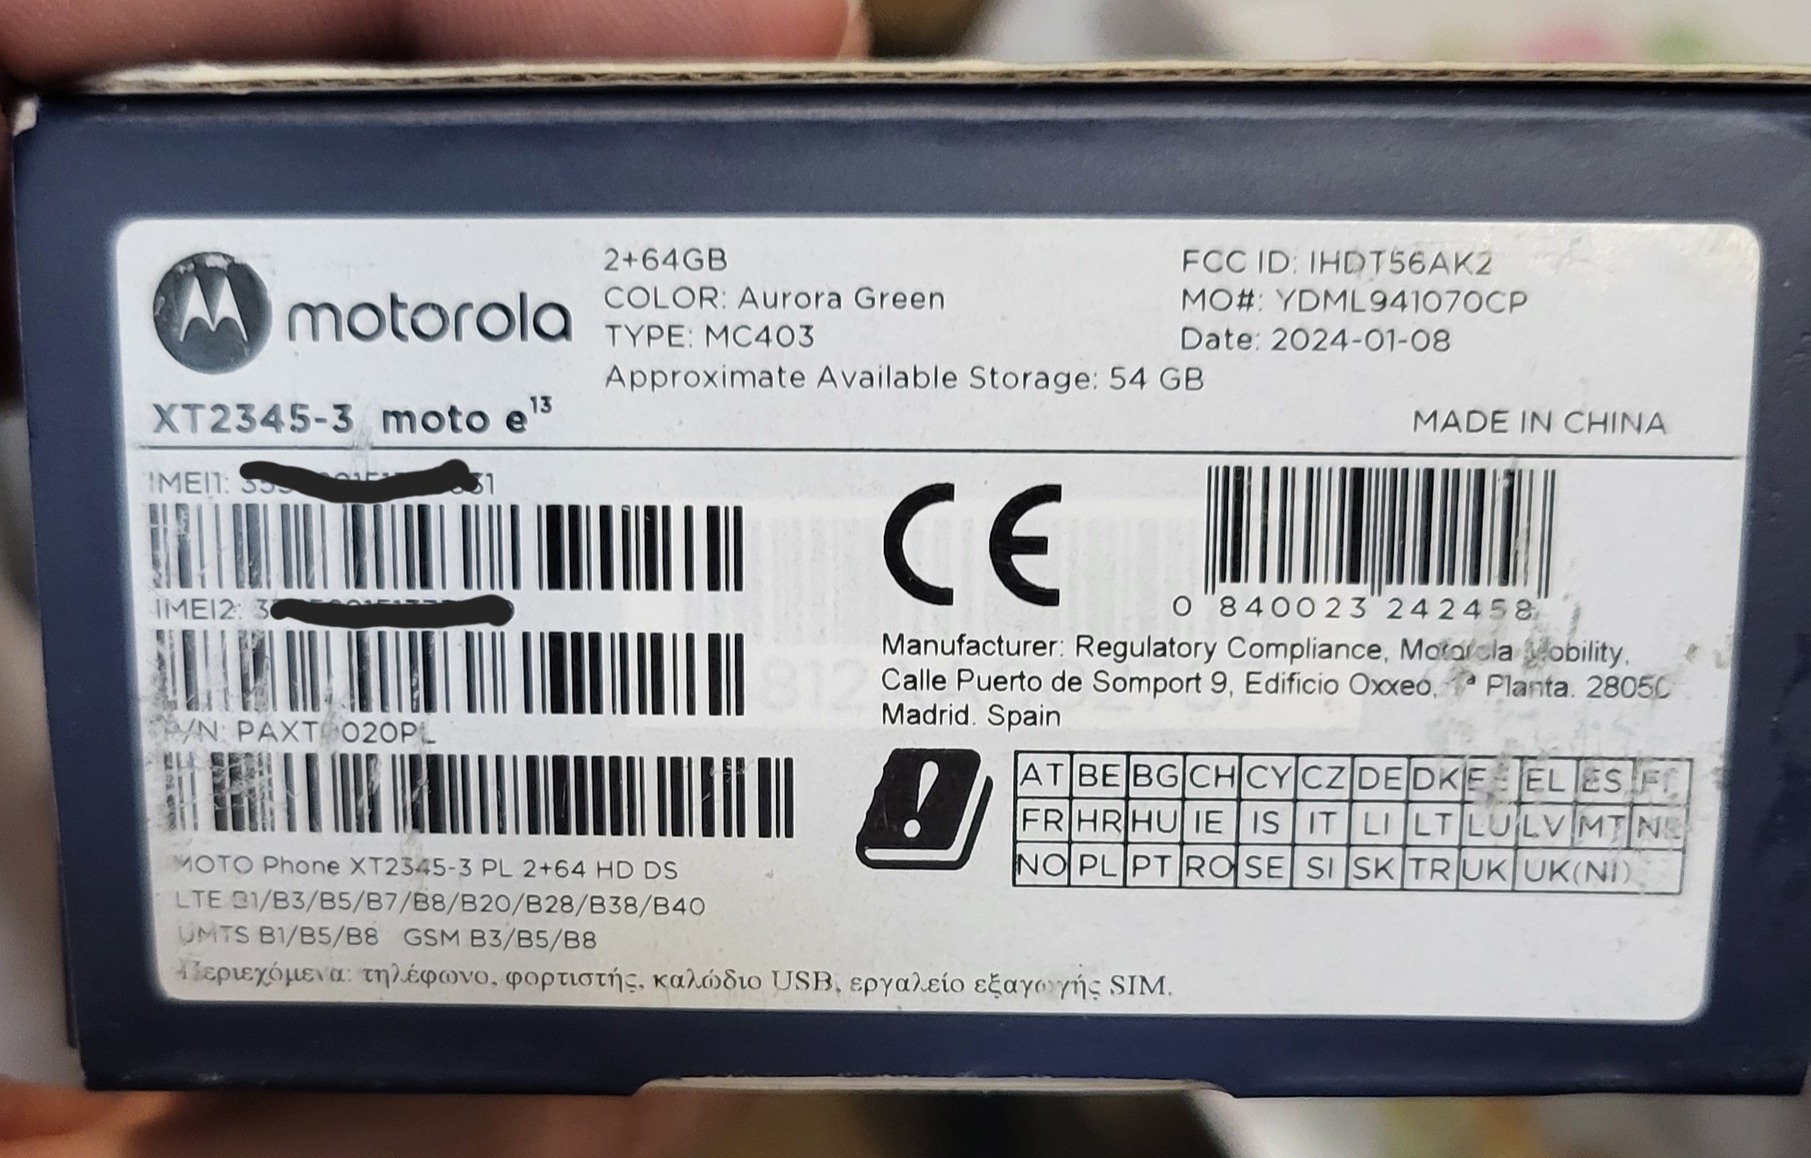 motorola
2+64GB
COLOR: Aurora Green
TYPE: MC403
Approximate Available Storage: 54 GB
FCC ID: IHDT56AK2
MO#: YDML941070CP
Date: 2024-01-08
XT2345-3 moto e13
MADE IN CHINA
IMEI1:
IMEI2:
CE
0 840023 242458
Manufacturer: Regulatory Compliance, Motorola Mobility,
Calle Puerto de Somport 9, Edificio Oxxeo, 1ª Planta.
Madrid. Spain
P/N:
AT BE BG CH CY CZ DE DK EL ES
FR HR HU IE IS IT LI LT LU LV MT
NO PL PT RO SE SI SK TR UK UK(NI)
MOTO Phone XT2345-3 PL 2+64 HD DS
LTE B1/B3/B5/B7/B8/B20/B28/B38/B40
UMTS B1/B5/B8 GSM B3/B5/B8
Περιεχόμενα: τηλέφωνο, φορτιστής, καλώδιο USB, εργαλείο εξαγωγής SIM.